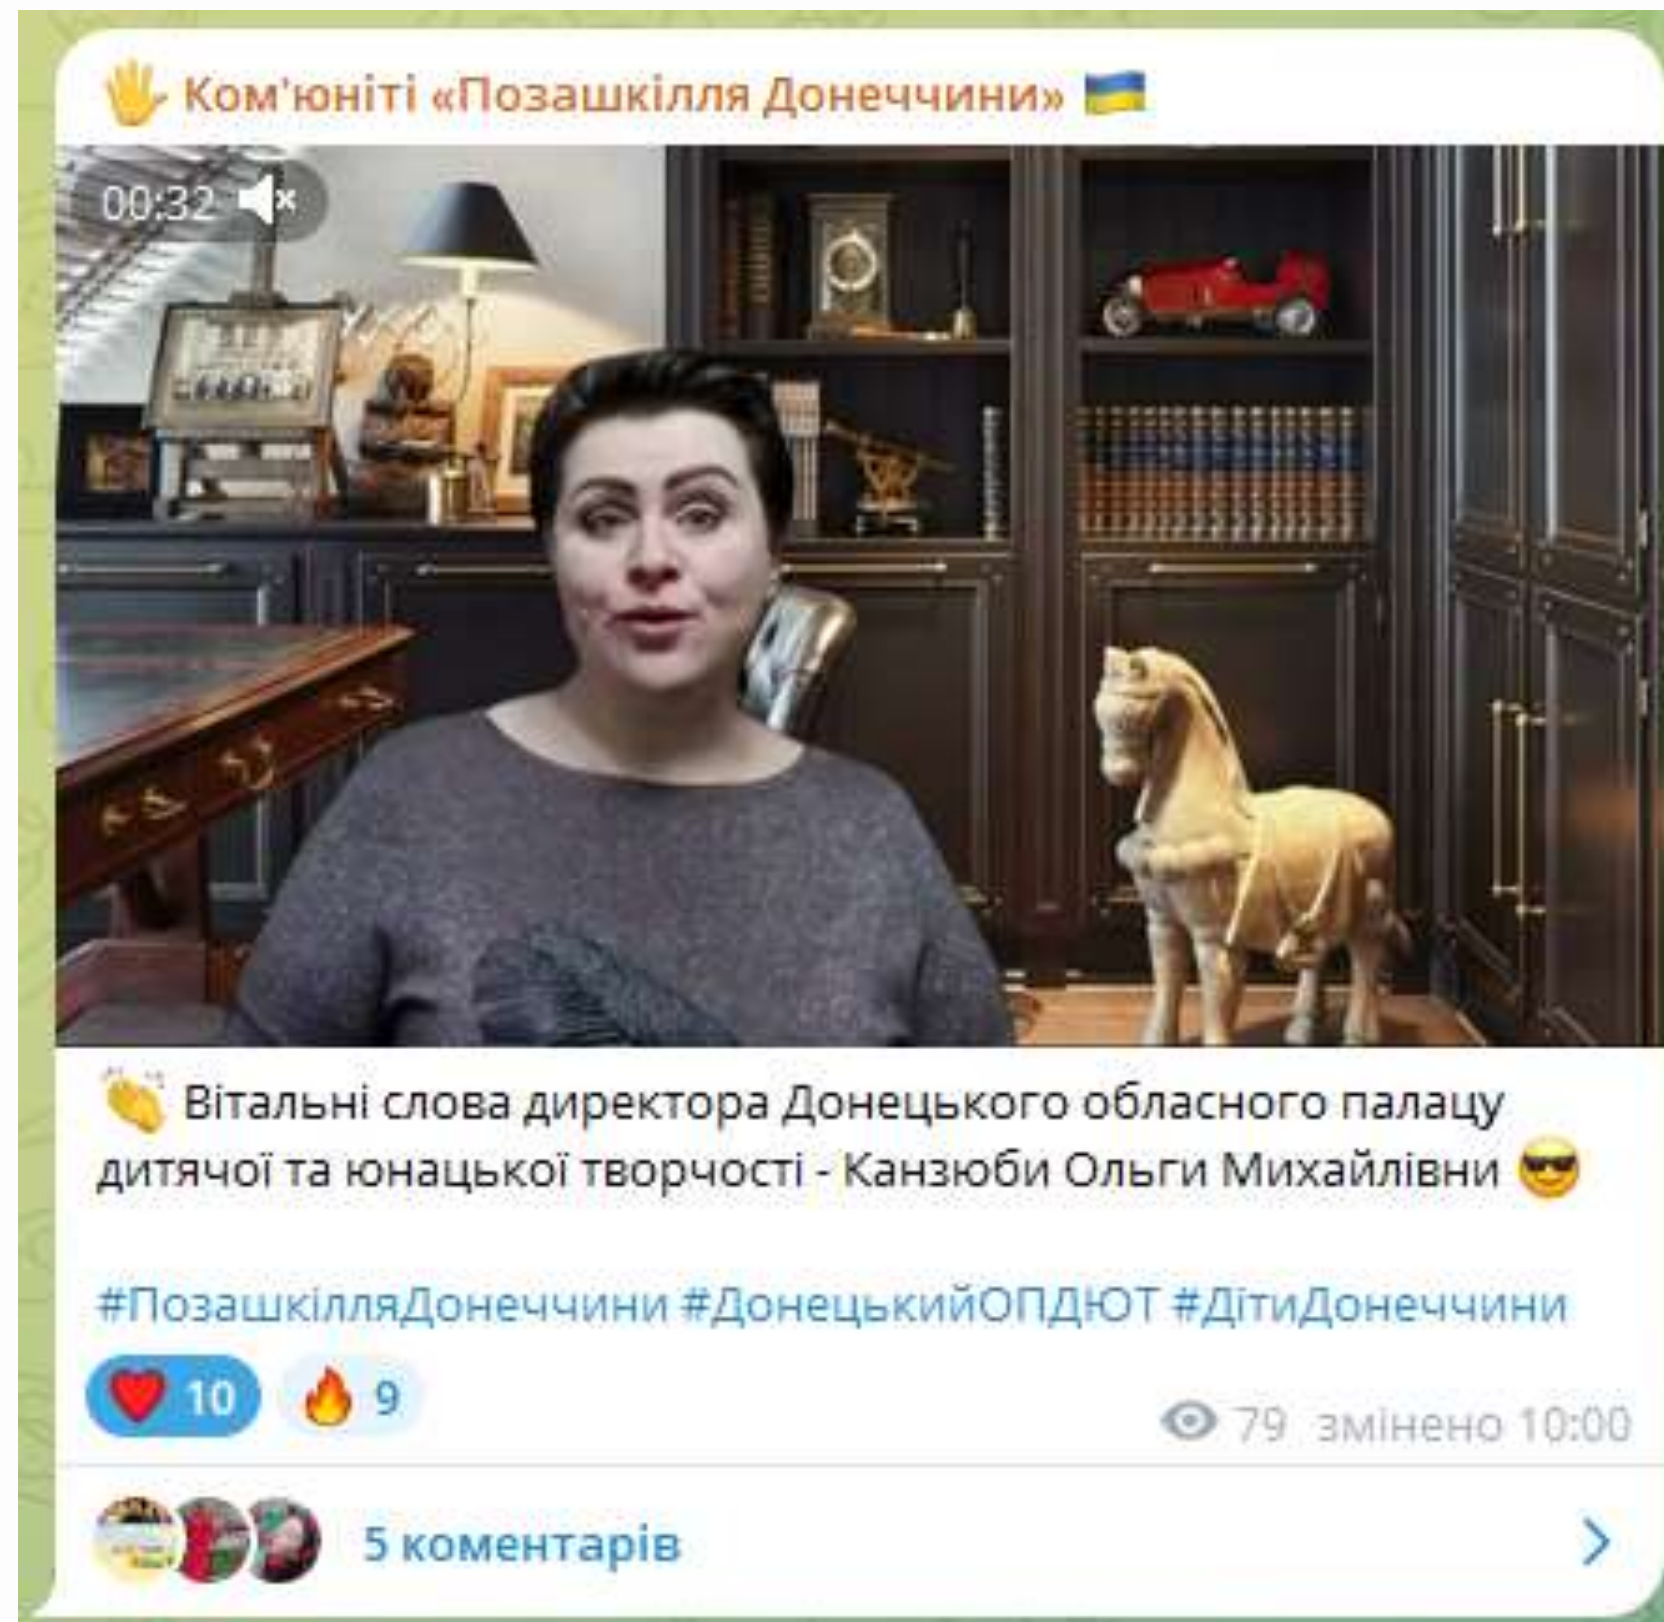 🖐 Ком'юніті «Позашкілля Донеччини» 🇺🇦
00:32
👏 Вітальні слова директора Донецького обласного палацу
дитячої та юнацької творчості - Канзюби Ольги Михайлівни 😎
#ПозашкілляДонеччини #ДонецькийОПДЮТ #ДітиДонеччини
❤ 10 🔥 9
79 змінено 10:00
5 коментарів